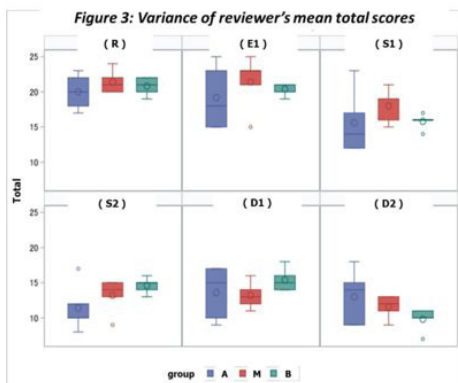 Figure 3: Variance of reviewer's mean total scores
( R ) ( E1 ) ( S1 )
25
20
15
10
Total
( S2 ) ( D1 ) ( D2 )
25
20
15
10
group A M B